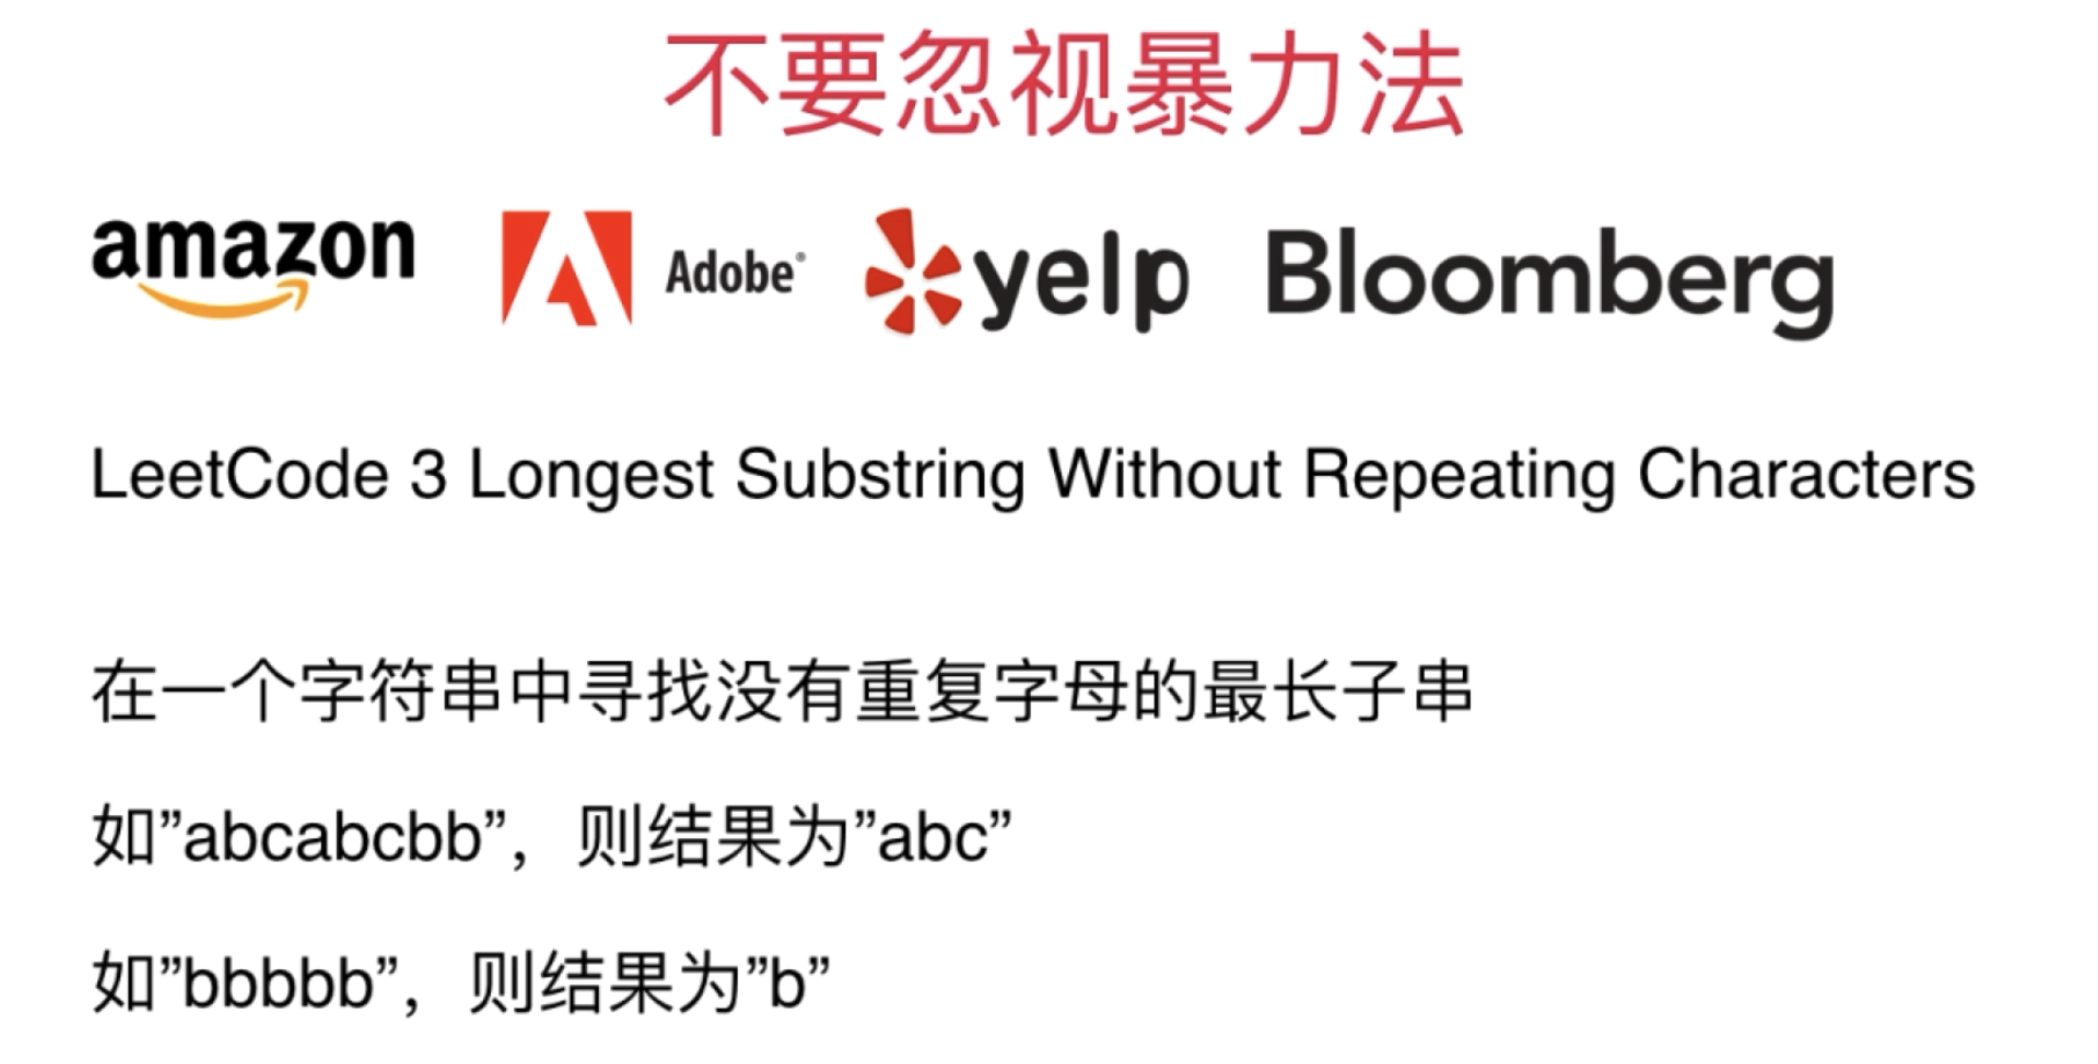 不要忽视暴力法
amazon Adobe® yelp Bloomberg
LeetCode 3 Longest Substring Without Repeating Characters
在一个字符串中寻找没有重复字母的最长子串
如”abcabcbb”，则结果为”abc”
如”bbbbb”，则结果为”b”